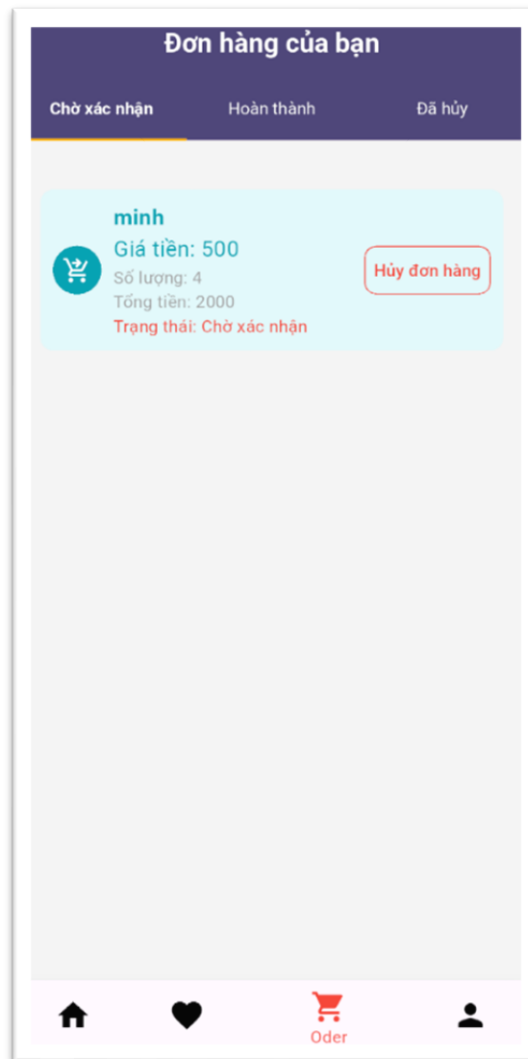 Đơn hàng của bạn
Chờ xác nhận
Hoàn thành
Đã hủy
minh
Giá tiền: 500
Số lượng: 4
Tổng tiền: 2000
Trạng thái: Chờ xác nhận
Hủy đơn hàng
Oder